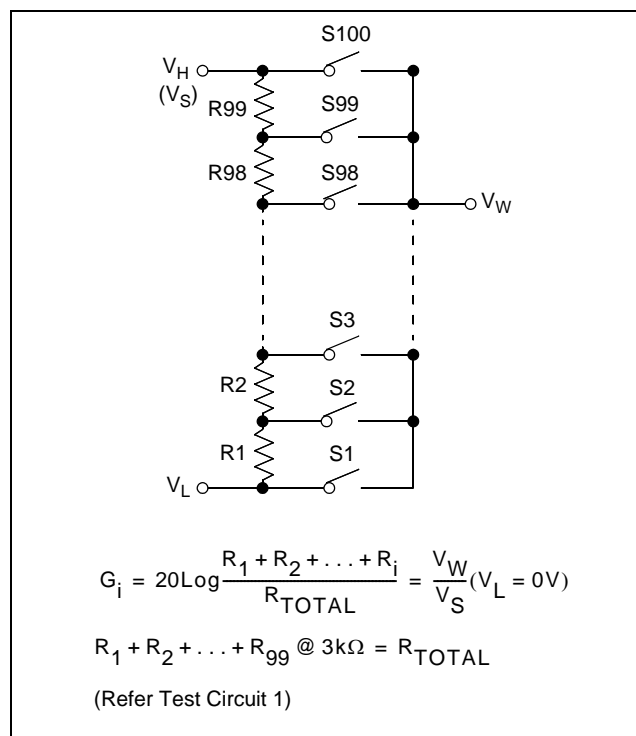 S100
V_H
(V_S)
R99
S99
R98
S98
V_W
S3
R2
S2
R1
S1
V_L
G_i = 20Log (R_1 + R_2 + . . . + R_i)/R_TOTAL = V_W/V_S (V_L = 0V)
R_1 + R_2 + . . . + R_99 @ 3kΩ = R_TOTAL
(Refer Test Circuit 1)